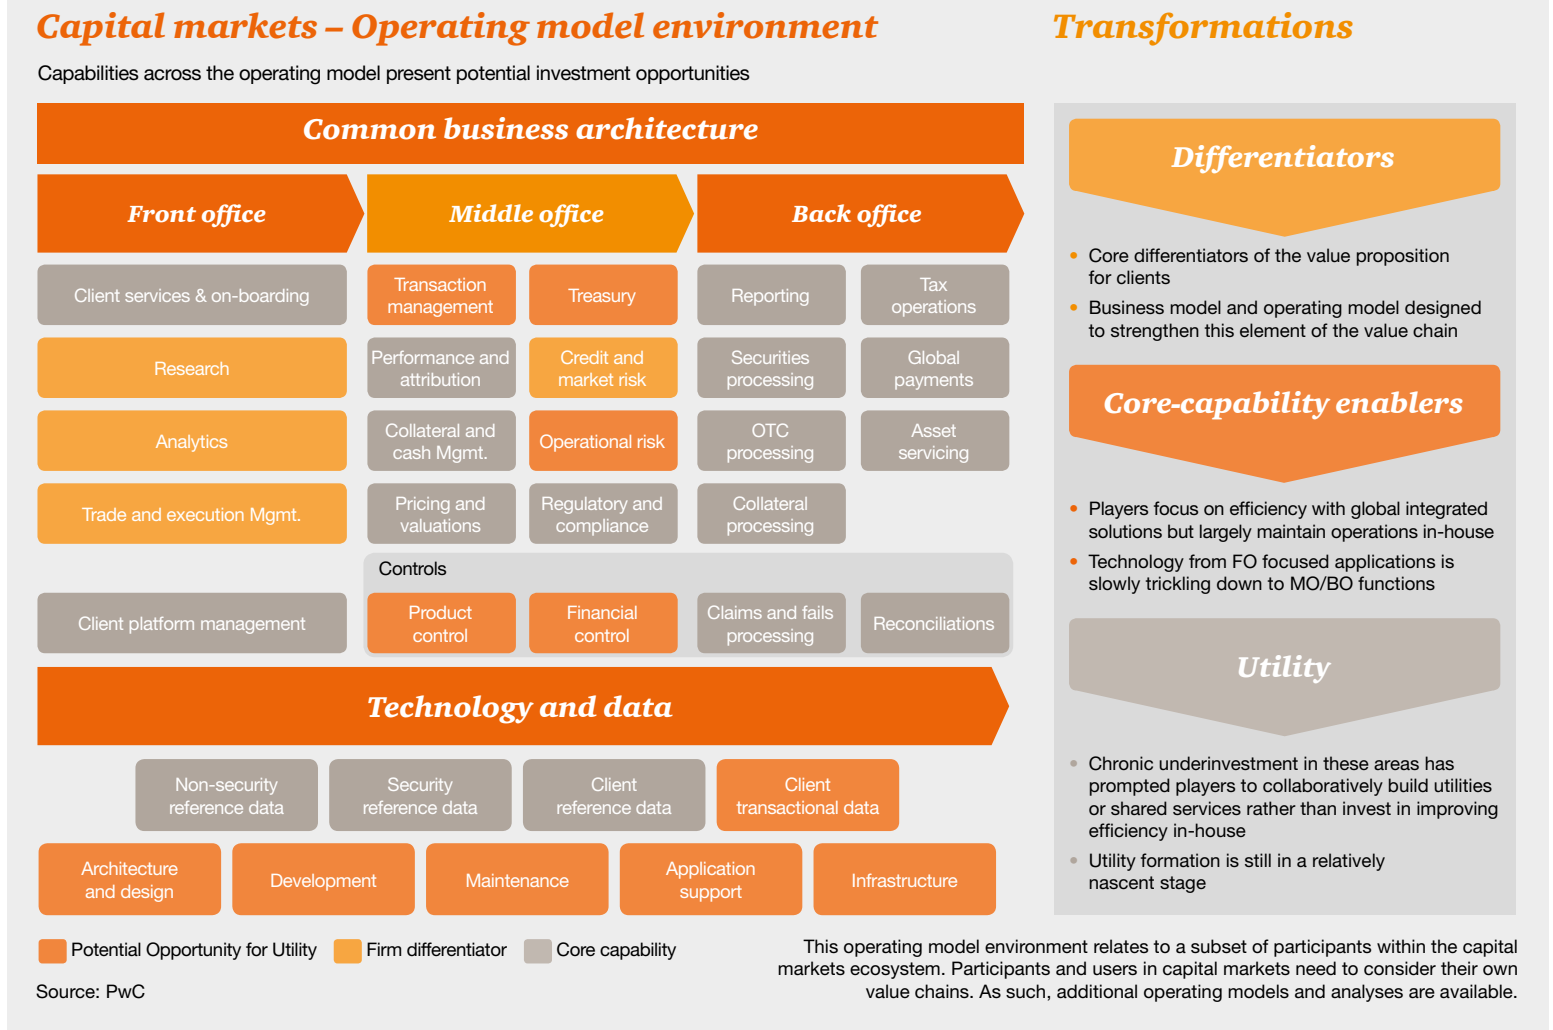 Capital markets – Operating model environment
Capabilities across the operating model present potential investment opportunities
Common business architecture
Front office
Middle office
Back office
Client services & on-boarding
Transaction
management
Treasury
Reporting
Tax
operations
Research
Performance and
attribution
Credit and
market risk
Securities
processing
Global
payments
Analytics
Collateral and
cash Mgmt.
Operational risk
OTC
processing
Asset
servicing
Trade and execution Mgmt.
Pricing and
valuations
Regulatory and
compliance
Collateral
processing
Controls
Client platform management
Product
control
Financial
control
Claims and fails
processing
Reconciliations
Technology and data
Non-security
reference data
Security
reference data
Client
reference data
Client
transactional data
Architecture
and design
Development
Maintenance
Application
support
Infrastructure
Potential Opportunity for Utility
Firm differentiator
Core capability
Source: PwC
Transformations
Differentiators
• Core differentiators of the value proposition
for clients
• Business model and operating model designed
to strengthen this element of the value chain
Core-capability enablers
• Players focus on efficiency with global integrated
solutions but largely maintain operations in-house
• Technology from FO focused applications is
slowly trickling down to MO/BO functions
Utility
• Chronic underinvestment in these areas has
prompted players to collaboratively build utilities
or shared services rather than invest in improving
efficiency in-house
• Utility formation is still in a relatively
nascent stage
This operating model environment relates to a subset of participants within the capital
markets ecosystem. Participants and users in capital markets need to consider their own
value chains. As such, additional operating models and analyses are available.